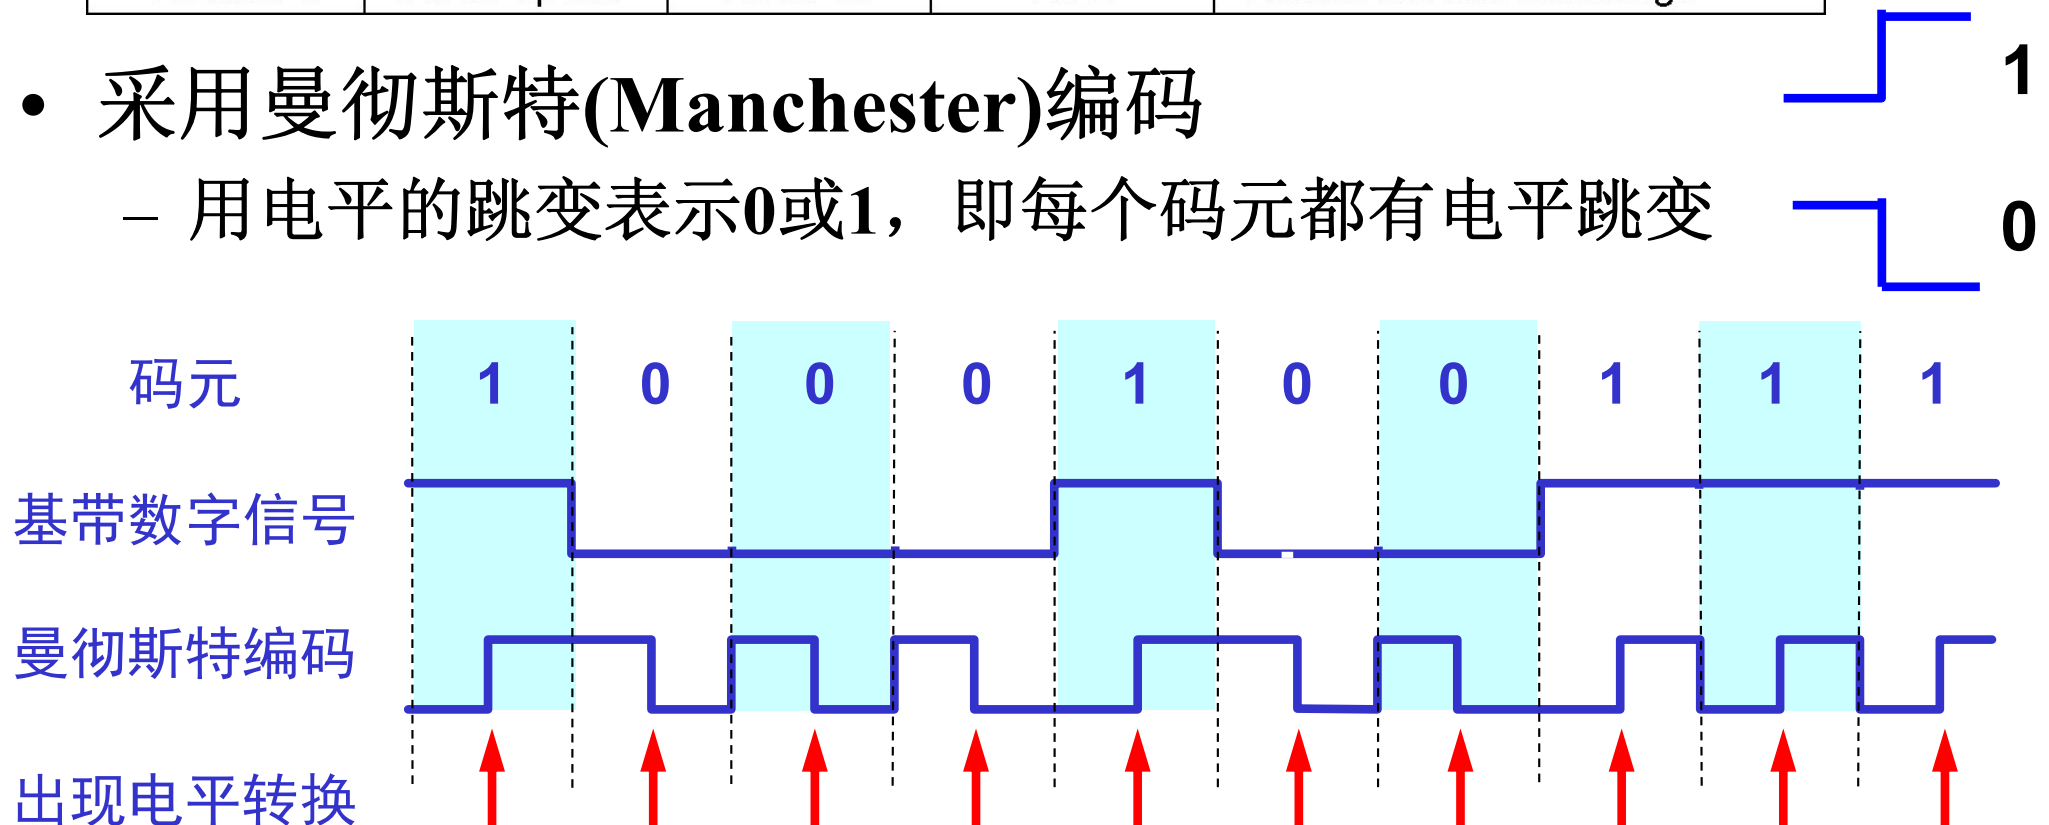 • 采用曼彻斯特(Manchester)编码
1
– 用电平的跳变表示0或1，即每个码元都有电平跳变
0
码元 1 0 0 0 1 0 0 1 1 1
基带数字信号
曼彻斯特编码
出现电平转换